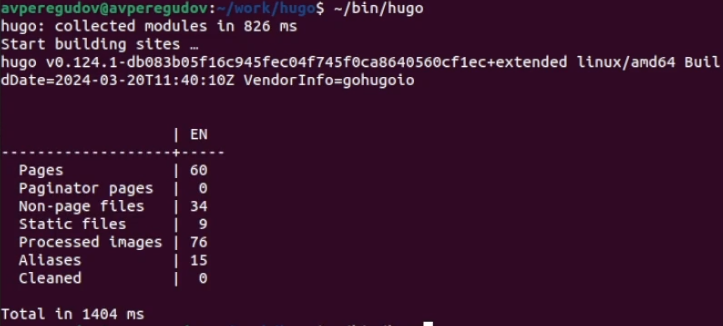 avperegudov@avperegudov:~/work/hugo$ ~/bin/hugo
hugo: collected modules in 826 ms
Start building sites …
hugo v0.124.1-db083b05f16c945fec04f745f0ca8640560cf1ec+extended linux/amd64 Buil
dDate=2024-03-20T11:40:10Z VendorInfo=gohugoio
                   | EN
-------------------+-----
  Pages            | 60
  Paginator pages  |  0
  Non-page files   | 34
  Static files     |  9
  Processed images | 76
  Aliases          | 15
  Cleaned          |  0
Total in 1404 ms